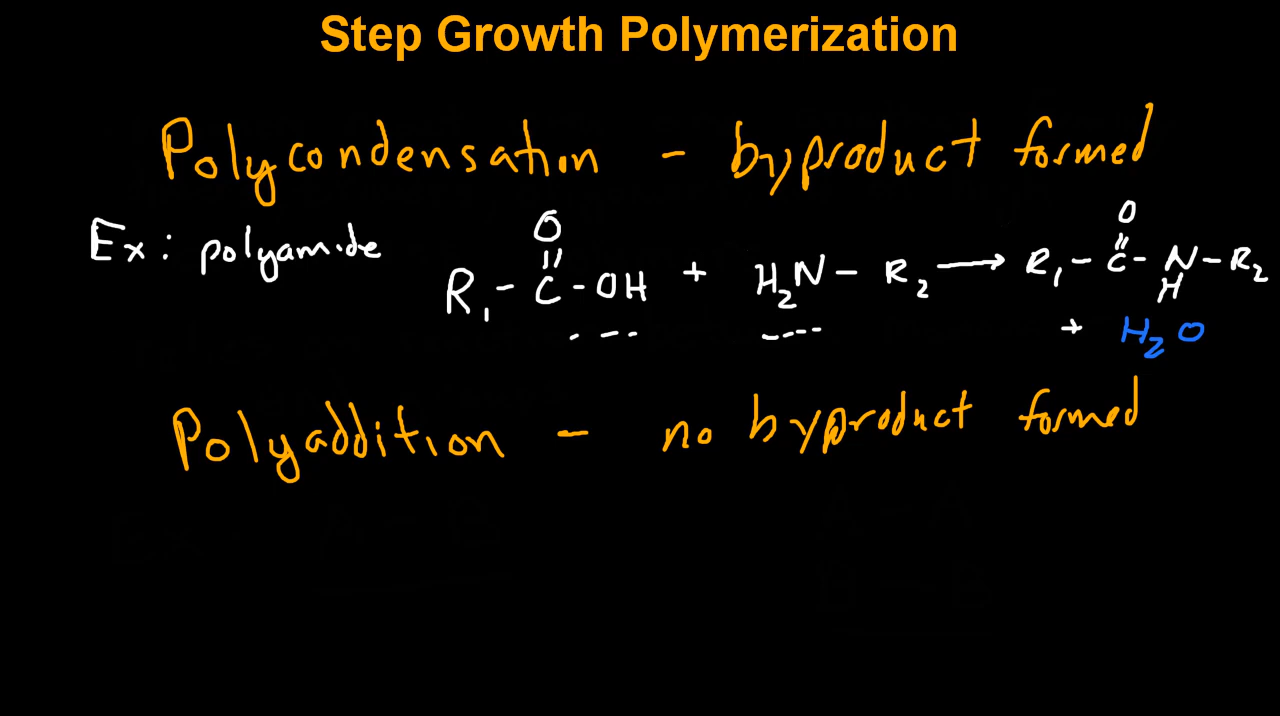 Step Growth Polymerization
Polycondensation - byproduct formed
Ex: polyamide
O
R₁ - C - OH + H₂N - R₂ → R₁ - C - N - R₂
O
H
+ H₂O
Polyaddition - no byproduct formed